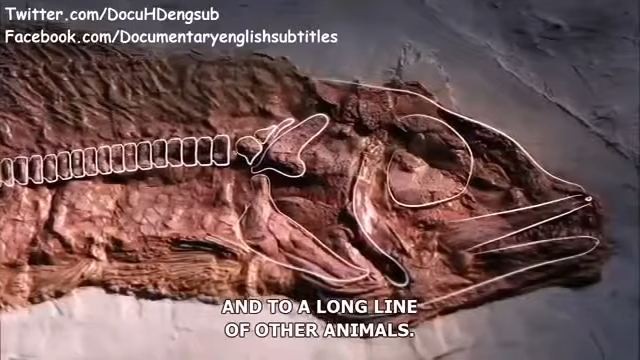 Twitter.com/DocuHDengsub
Facebook.com/Documentaryenglishsubtitles
AND TO A LONG LINE
OF OTHER ANIMALS.